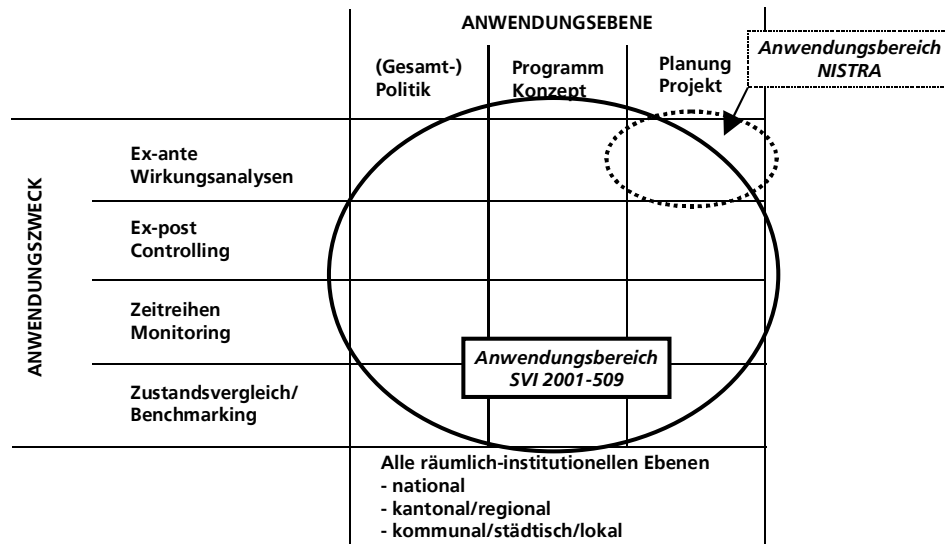 ANWENDUNGSEBENE
(Gesamt-)
Politik
Programm
Konzept
Planung
Projekt
Anwendungsbereich
NISTRA
ANWENDUNGSZWECK
Ex-ante
Wirkungsanalysen
Ex-post
Controlling
Zeitreihen
Monitoring
Zustandsvergleich/
Benchmarking
Anwendungsbereich
SVI 2001-509
Alle räumlich-institutionellen Ebenen
- national
- kantonal/regional
- kommunal/städtisch/lokal